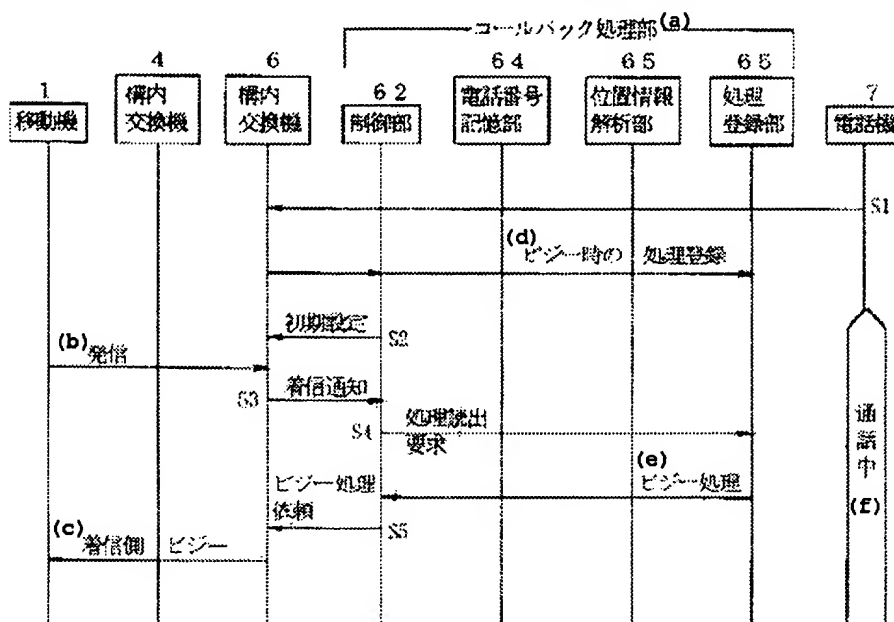 コールバック処理部(a)
1
4
6
62
64
65
65
7
移動機
構内
交換機
構内
交換機
制御部
電話番号
記憶部
位置情報
解析部
処理
登録部
電話機
S1
(d)
ビジー時の 処理登録
初期設定
S2
(b)発信
S3
着信通知
S4
処理読出
要求
(e)
ビジー処理
ビジー処理
依頼
S5
(c)着信側 ビジー
通話中
(f)